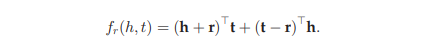 f_r(h, t) = (𝐡 + 𝐫)^⊤ 𝐭 + (𝐭 − 𝐫)^⊤ 𝐡.